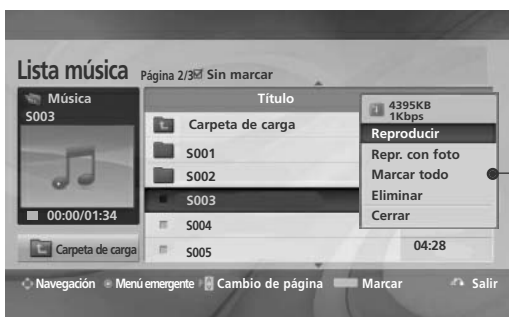 Lista música Página 2/3 Sin marcar
Música
S003
Título
4395KB
1Kbps
Carpeta de carga
Reproducir
S001
Repr. con foto
S002
Marcar todo
S003
Eliminar
00:00/01:34
S004
Cerrar
Carpeta de carga
S005
04:28
Navegación Menú emergente Cambio de página Marcar Salir